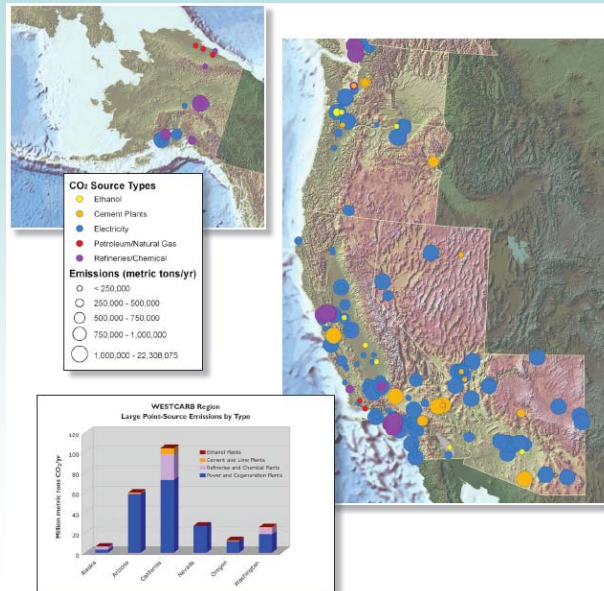 CO2 Source Types
Ethanol
Cement Plants
Electricity
Petroleum/Natural Gas
Refineries/Chemical
Emissions (metric tons/yr)
< 250,000
250,000 - 500,000
500,000 - 750,000
750,000 - 1,000,000
1,000,000 - 22,308,075
WESTCARB Region
Large Point-Source Emissions by Type
Million metric tons CO2/yr
120
100
80
60
40
20
0
Ethanol Plants
Cement and Lime Plants
Refineries and Chemical Plants
Power and Cogeneration Plants
Alaska
Arizona
California
Nevada
Oregon
Washington